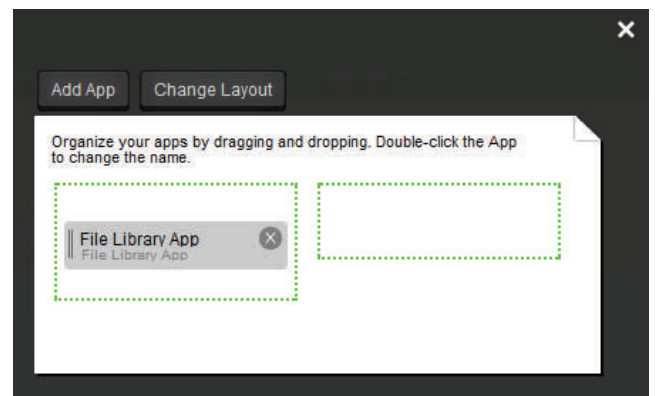 Add App
Change Layout
Organize your apps by dragging and dropping. Double-click the App
to change the name.
File Library App
File Library App